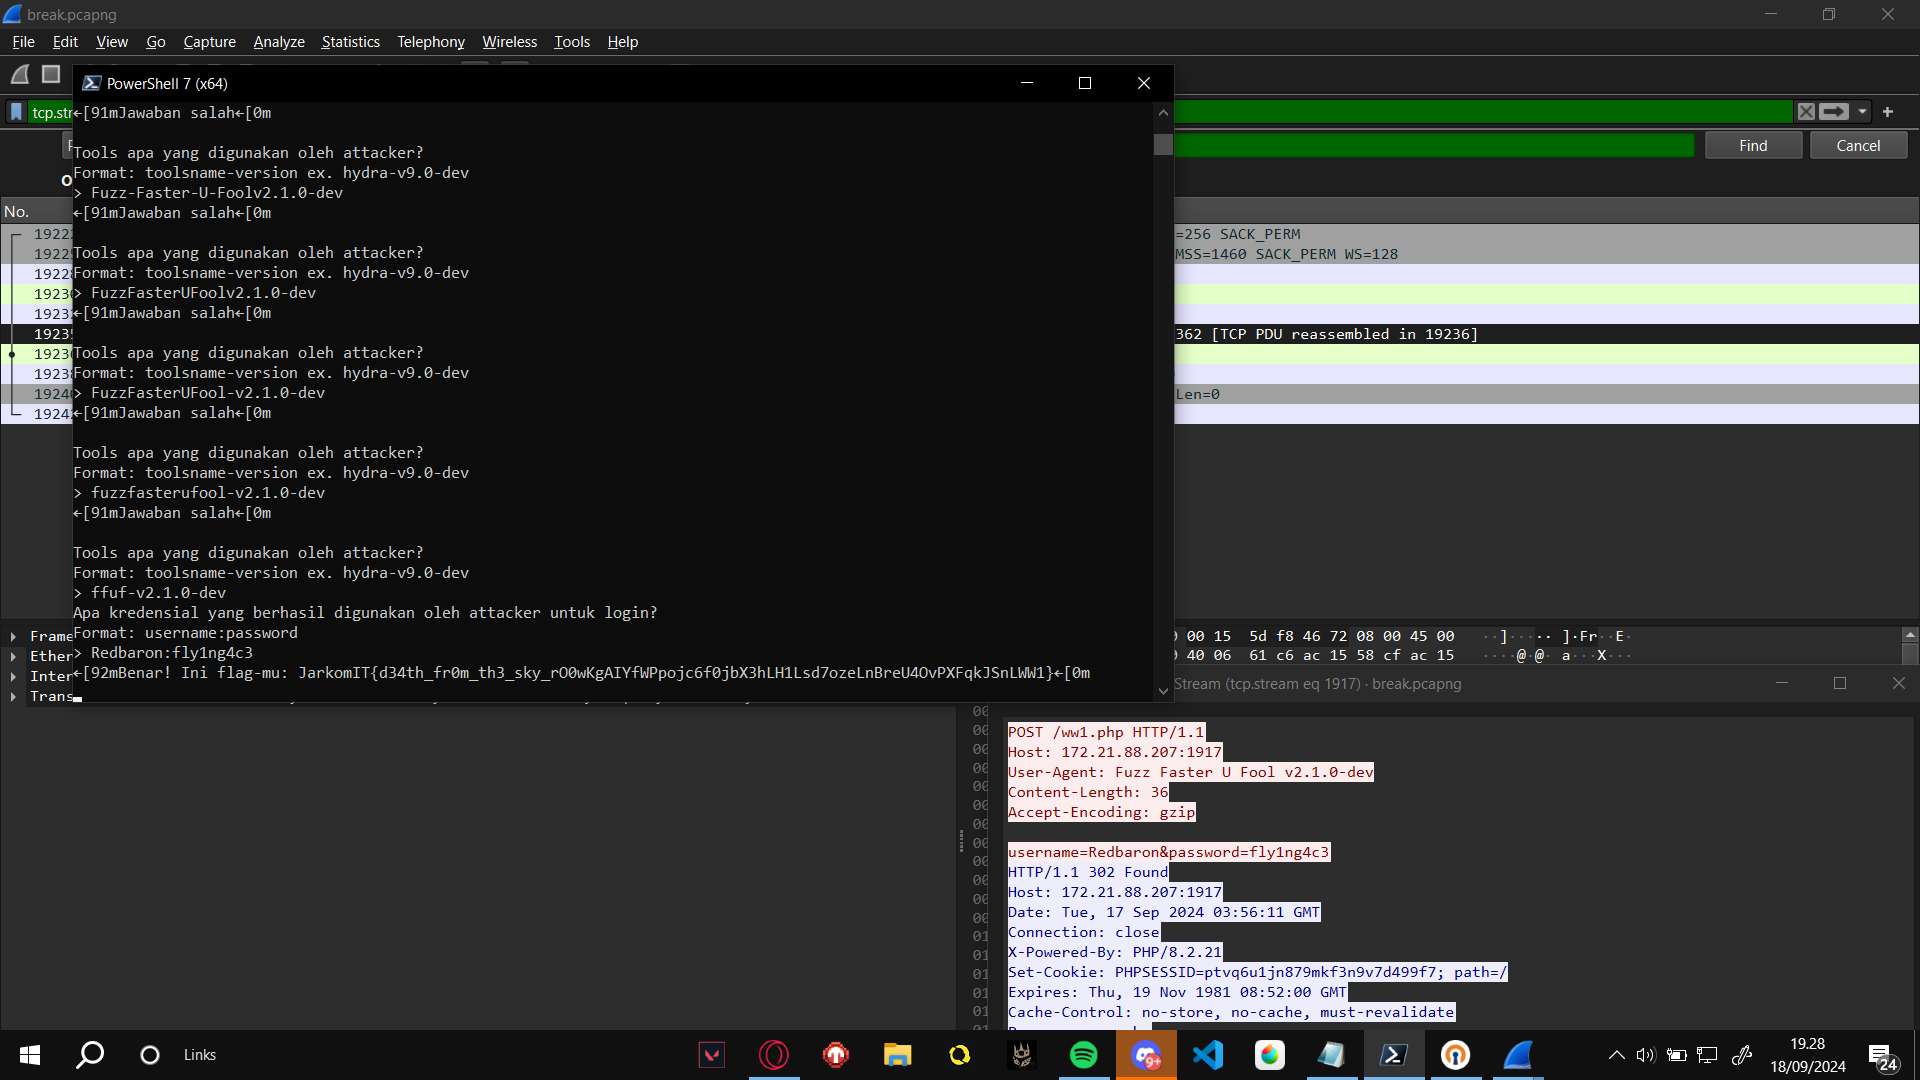 break.pcapng
File Edit View Go Capture Analyze Statistics Telephony Wireless Tools Help
PowerShell 7 (x64)
tcp.str
←[91mJawaban salah←[0m
Find Cancel
Tools apa yang digunakan oleh attacker?
Format: toolsname-version ex. hydra-v9.0-dev
> Fuzz-Faster-U-Foolv2.1.0-dev
←[91mJawaban salah←[0m
No.
=256 SACK_PERM
MSS=1460 SACK_PERM WS=128
Tools apa yang digunakan oleh attacker?
Format: toolsname-version ex. hydra-v9.0-dev
> FuzzFasterUFoolv2.1.0-dev
←[91mJawaban salah←[0m
362 [TCP PDU reassembled in 19236]
Tools apa yang digunakan oleh attacker?
Format: toolsname-version ex. hydra-v9.0-dev
> FuzzFasterUFool-v2.1.0-dev
←[91mJawaban salah←[0m
Len=0
Tools apa yang digunakan oleh attacker?
Format: toolsname-version ex. hydra-v9.0-dev
> fuzzfasterufool-v2.1.0-dev
←[91mJawaban salah←[0m
Tools apa yang digunakan oleh attacker?
Format: toolsname-version ex. hydra-v9.0-dev
> ffuf-v2.1.0-dev
Apa kredensial yang berhasil digunakan oleh attacker untuk login?
Format: username:password
> Redbaron:fly1ng4c3
←[92mBenar! Ini flag-mu: JarkomIT{d34th_fr0m_th3_sky_rO0wKgAIYfWPpojc6f0jbX3hLH1Lsd7ozeLnBreU4OvPXFqkJSnLWW1}←[0m
1922
1922
1922
1923
1923
1923
1923
1923
1924
1924
Frame
Ether
Inter
Trans
00 15 5d f8 46 72 08 00 45 00 ··]····· ]·Fr··E·
40 06 61 c6 ac 15 58 cf ac 15 ····@·@· a···X···
Stream (tcp.stream eq 1917) · break.pcapng
POST /ww1.php HTTP/1.1
Host: 172.21.88.207:1917
User-Agent: Fuzz Faster U Fool v2.1.0-dev
Content-Length: 36
Accept-Encoding: gzip
username=Redbaron&password=fly1ng4c3
HTTP/1.1 302 Found
Host: 172.21.88.207:1917
Date: Tue, 17 Sep 2024 03:56:11 GMT
Connection: close
X-Powered-By: PHP/8.2.21
Set-Cookie: PHPSESSID=ptvq6u1jn879mkf3n9v7d499f7; path=/
Expires: Thu, 19 Nov 1981 08:52:00 GMT
Cache-Control: no-store, no-cache, must-revalidate
Links
9+
19.28
18/09/2024
24